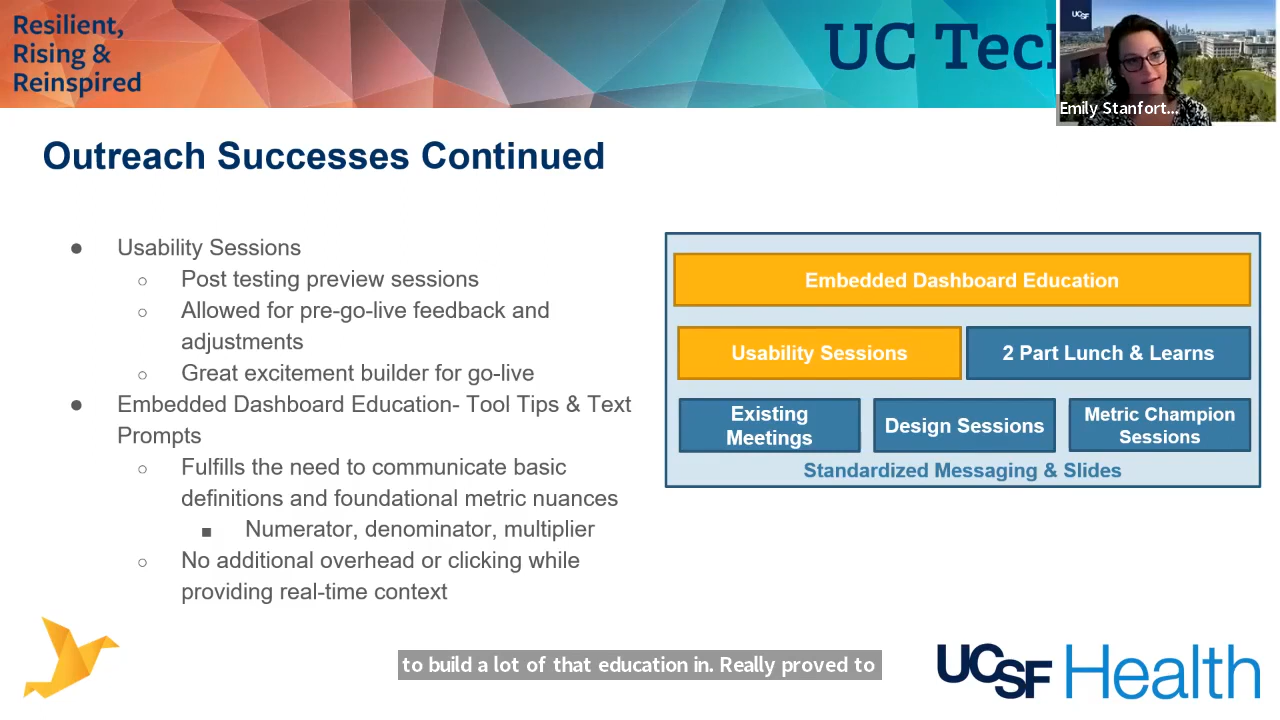 Resilient,
Rising &
Reinspired
UC Tec
UCSF
Emily Stanfort...
Outreach Successes Continued
● Usability Sessions
○ Post testing preview sessions
○ Allowed for pre-go-live feedback and
adjustments
○ Great excitement builder for go-live
● Embedded Dashboard Education- Tool Tips & Text
Prompts
○ Fulfills the need to communicate basic
definitions and foundational metric nuances
■ Numerator, denominator, multiplier
○ No additional overhead or clicking while
providing real-time context
Embedded Dashboard Education
Usability Sessions
2 Part Lunch & Learns
Existing
Meetings
Design Sessions
Metric Champion
Sessions
Standardized Messaging & Slides
to build a lot of that education in. Really proved to
UCSF Health